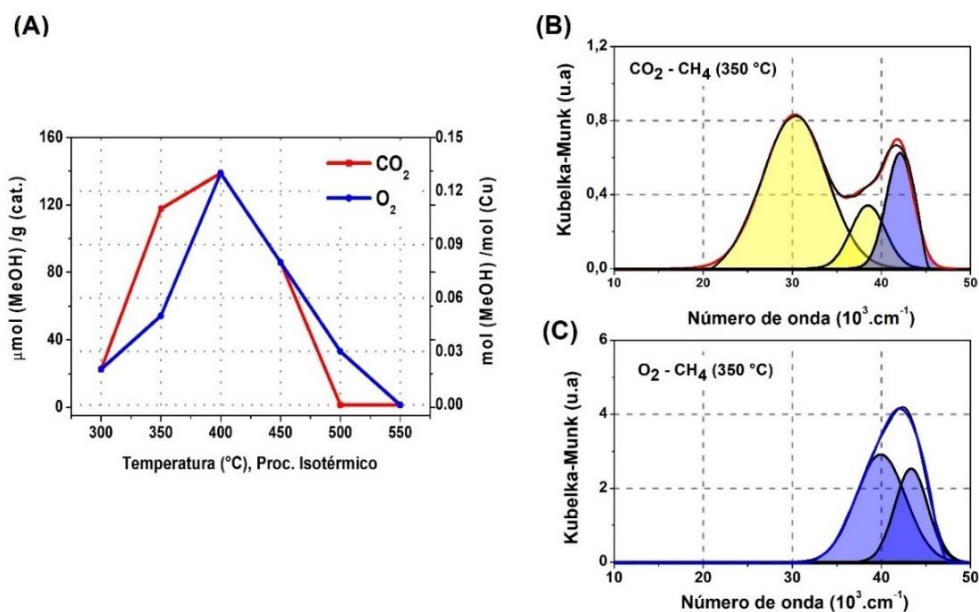 (A)
160
120
80
40
0
μmol (MeOH) /g (cat.)
CO2
O2
0.15
0.12
0.09
0.06
0.03
0.00
mol (MeOH) /mol (Cu)
300 350 400 450 500 550
Temperatura (°C), Proc. Isotérmico
(B)
1,2
0,8
0,4
0,0
Kubelka-Munk (u.a)
CO2 - CH4 (350 °C)
10 20 30 40 50
Número de onda (10³.cm⁻¹)
(C)
6
4
2
0
Kubelka-Munk (u.a)
O2 - CH4 (350 °C)
10 20 30 40 50
Número de onda (10³.cm⁻¹)